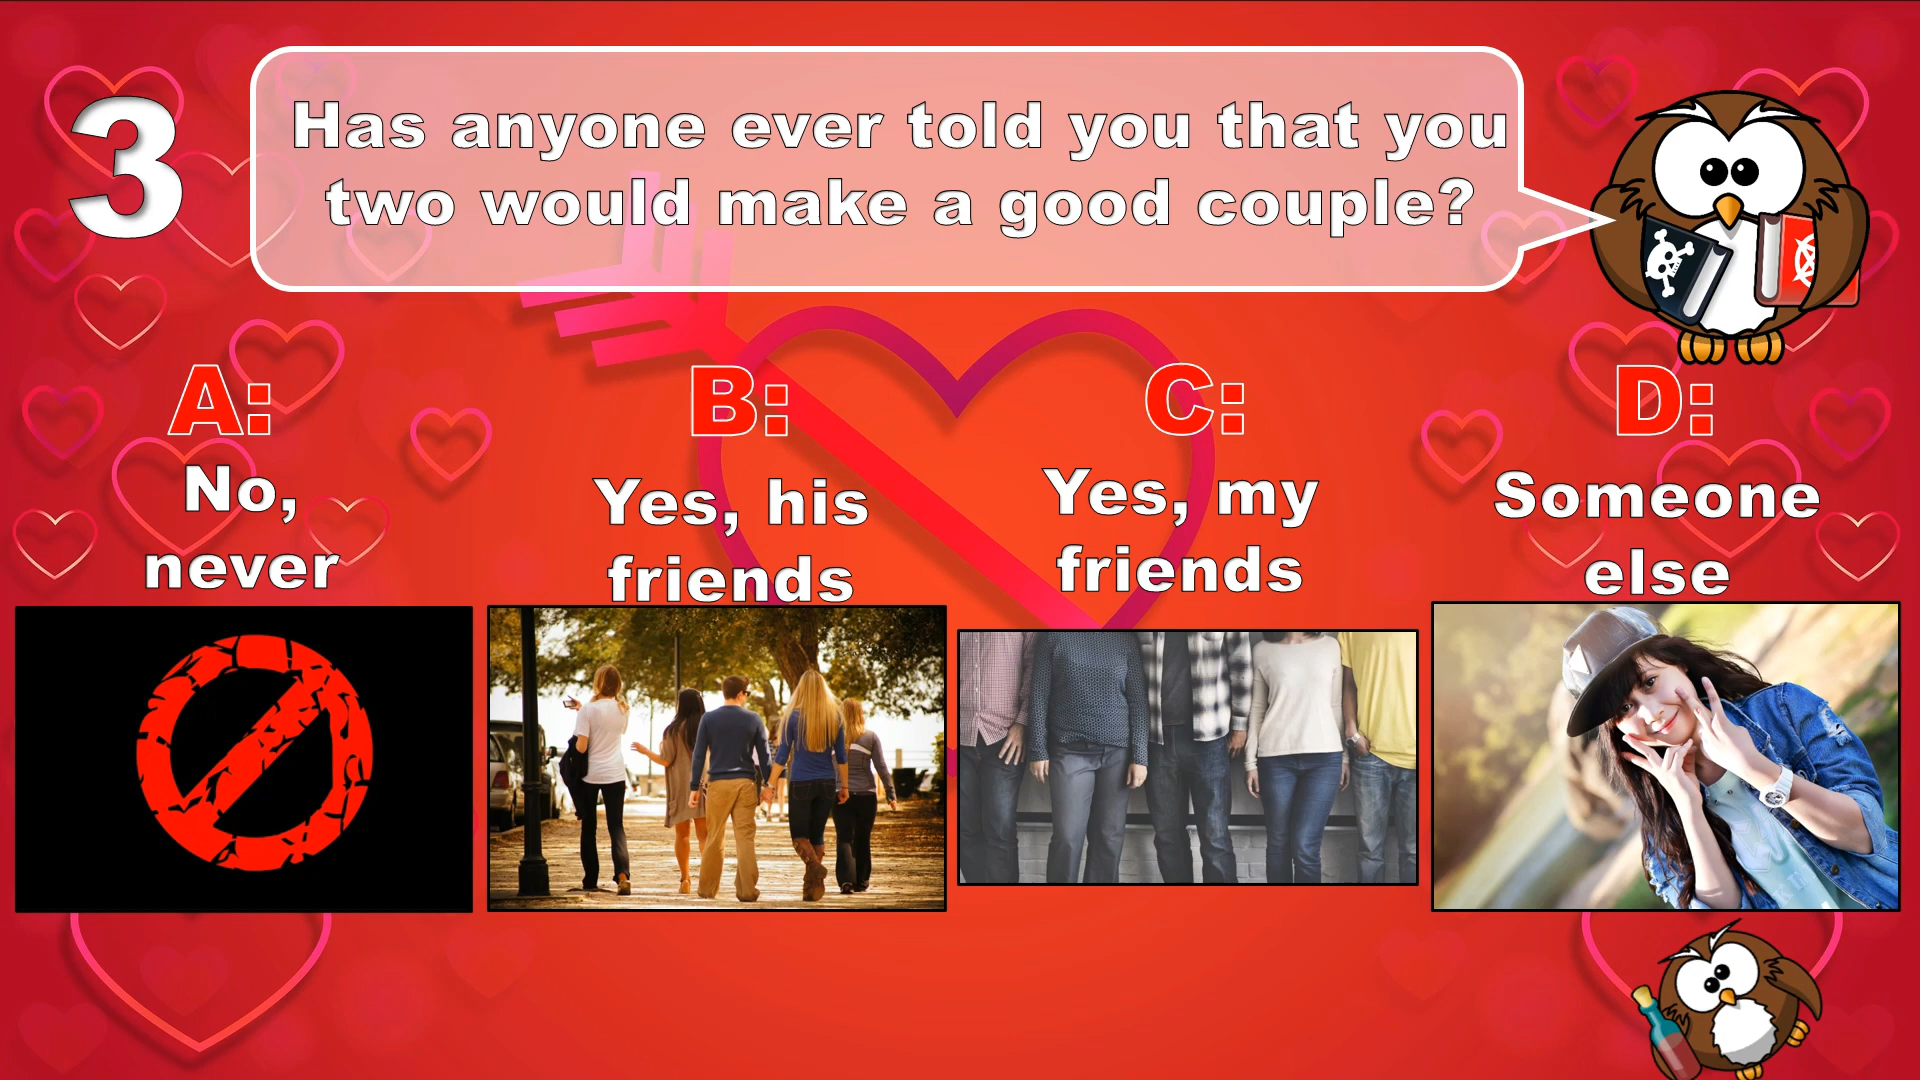 3
Has anyone ever told you that you
two would make a good couple?
A:
No,
never
B:
Yes, his
friends
C:
Yes, my
friends
D:
Someone
else